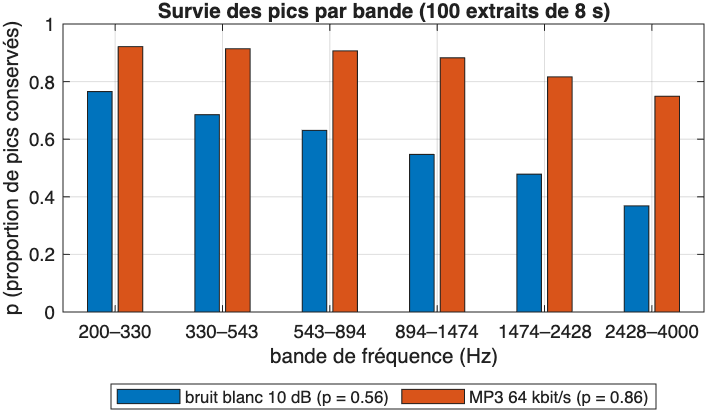 Survie des pics par bande (100 extraits de 8 s)
p (proportion de pics conservés)
1
0.8
0.6
0.4
0.2
0
200–330 330–543 543–894 894–1474 1474–2428 2428–4000
bande de fréquence (Hz)
bruit blanc 10 dB (p = 0.56) MP3 64 kbit/s (p = 0.86)